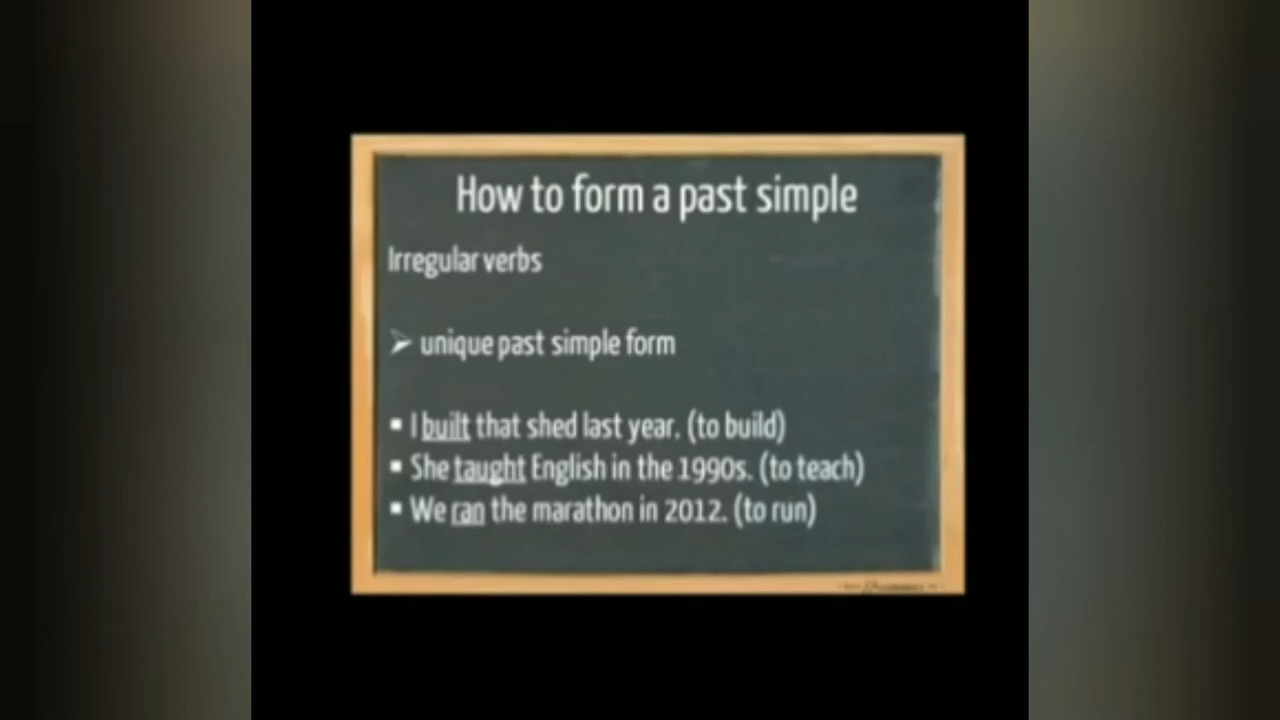 How to form a past simple
Irregular verbs
➢ unique past simple form
▪ I built that shed last year. (to build)
▪ She taught English in the 1990s. (to teach)
▪ We ran the marathon in 2012. (to run)